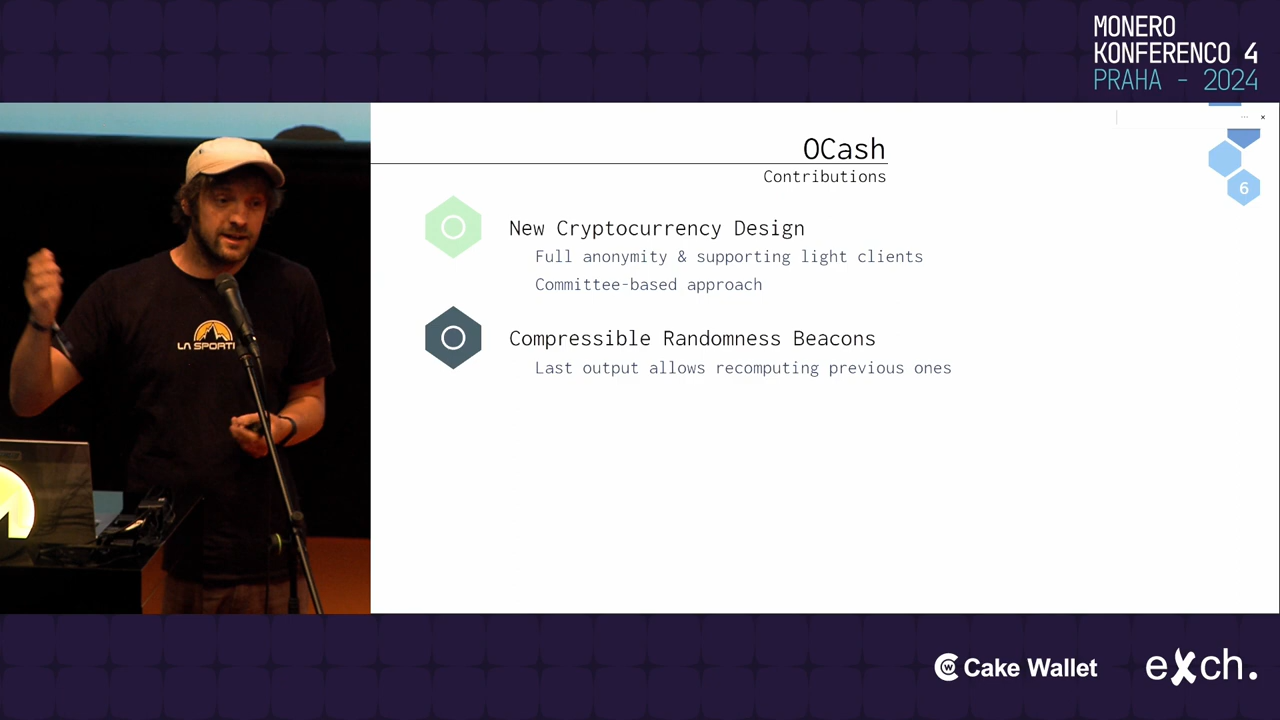 MONERO
KONFERENCO 4
PRAHA - 2024
OCash
Contributions
6
New Cryptocurrency Design
Full anonymity & supporting light clients
Committee-based approach
Compressible Randomness Beacons
Last output allows recomputing previous ones
LA SPORTI
Cake Wallet
eXch.